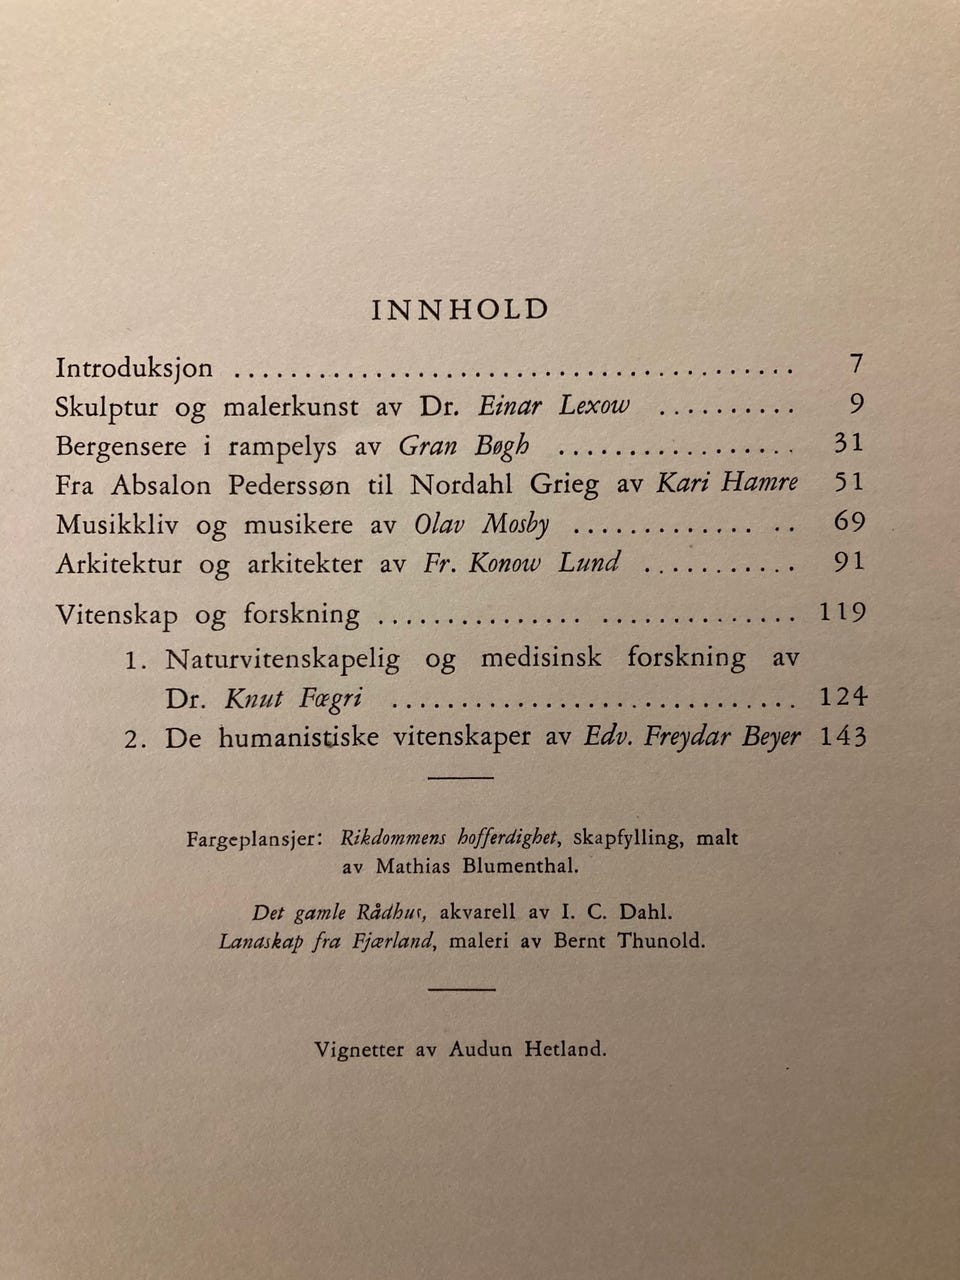 INNHOLD
Introduksjon ........................................ 7
Skulptur og malerkunst av Dr. Einar Lexow .......... 9
Bergensere i rampelys av Gran Bøgh ................. 31
Fra Absalon Pederssøn til Nordahl Grieg av Kari Hamre 51
Musikkliv og musikere av Olav Mosby ............. .. 69
Arkitektur og arkitekter av Fr. Konow Lund ........... 91
Vitenskap og forskning ............... .............. 119
1. Naturvitenskapelig og medisinsk forskning av
Dr. Knut Fægri ............................. 124
2. De humanistiske vitenskaper av Edv. Freydar Beyer 143
Fargeplansjer: Rikdommens hofferdighet, skapfylling, malt
av Mathias Blumenthal.
Det gamle Rådhus, akvarell av I. C. Dahl.
Landskap fra Fjærland, maleri av Bernt Thunold.
Vignetter av Audun Hetland.